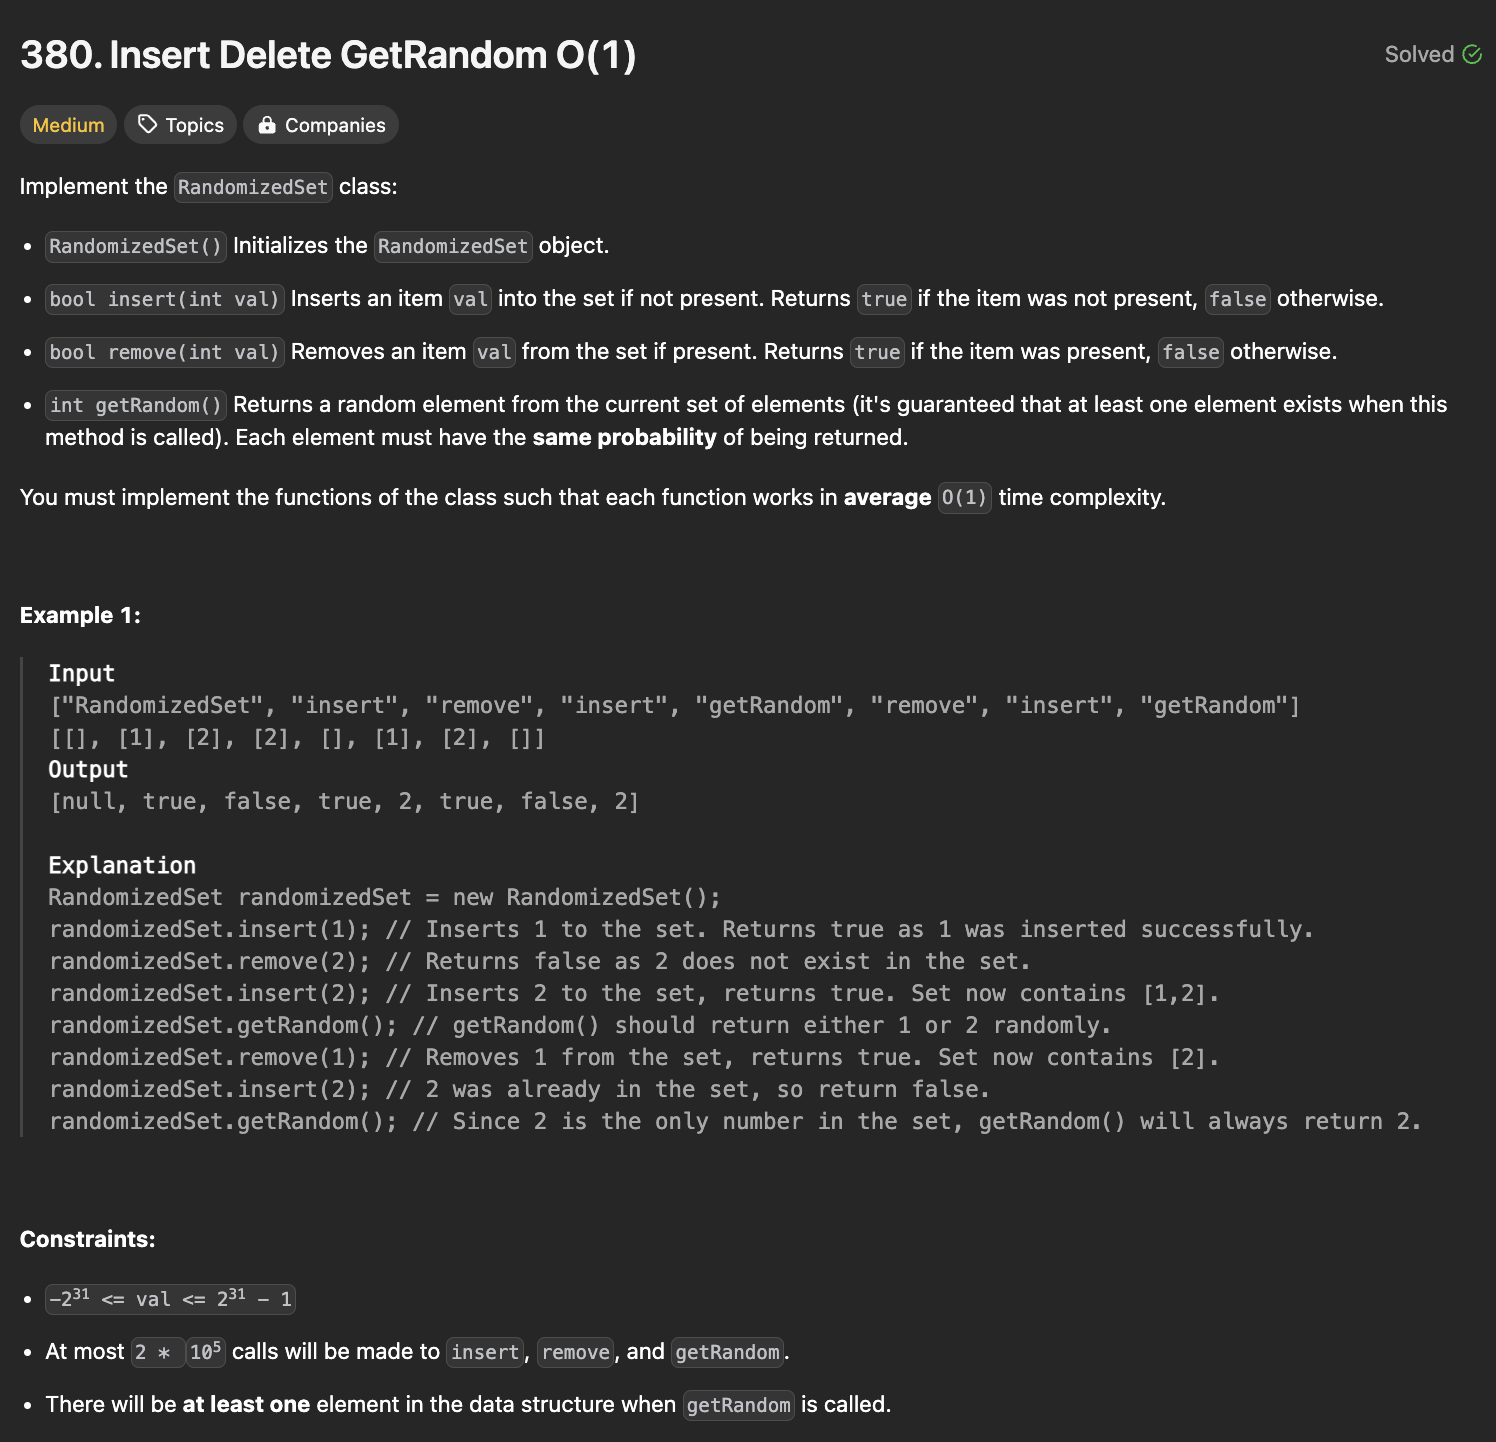 380. Insert Delete GetRandom O(1)
Solved
Medium Topics Companies
Implement the RandomizedSet class:
• RandomizedSet() Initializes the RandomizedSet object.
• bool insert(int val) Inserts an item val into the set if not present. Returns true if the item was not present, false otherwise.
• bool remove(int val) Removes an item val from the set if present. Returns true if the item was present, false otherwise.
• int getRandom() Returns a random element from the current set of elements (it's guaranteed that at least one element exists when this
method is called). Each element must have the same probability of being returned.
You must implement the functions of the class such that each function works in average O(1) time complexity.
Example 1:
Input
["RandomizedSet", "insert", "remove", "insert", "getRandom", "remove", "insert", "getRandom"]
[[], [1], [2], [2], [], [1], [2], []]
Output
[null, true, false, true, 2, true, false, 2]
Explanation
RandomizedSet randomizedSet = new RandomizedSet();
randomizedSet.insert(1); // Inserts 1 to the set. Returns true as 1 was inserted successfully.
randomizedSet.remove(2); // Returns false as 2 does not exist in the set.
randomizedSet.insert(2); // Inserts 2 to the set, returns true. Set now contains [1,2].
randomizedSet.getRandom(); // getRandom() should return either 1 or 2 randomly.
randomizedSet.remove(1); // Removes 1 from the set, returns true. Set now contains [2].
randomizedSet.insert(2); // 2 was already in the set, so return false.
randomizedSet.getRandom(); // Since 2 is the only number in the set, getRandom() will always return 2.
Constraints:
• −2³¹ <= val <= 2³¹ − 1
• At most 2 * 10⁵ calls will be made to insert, remove, and getRandom.
• There will be at least one element in the data structure when getRandom is called.